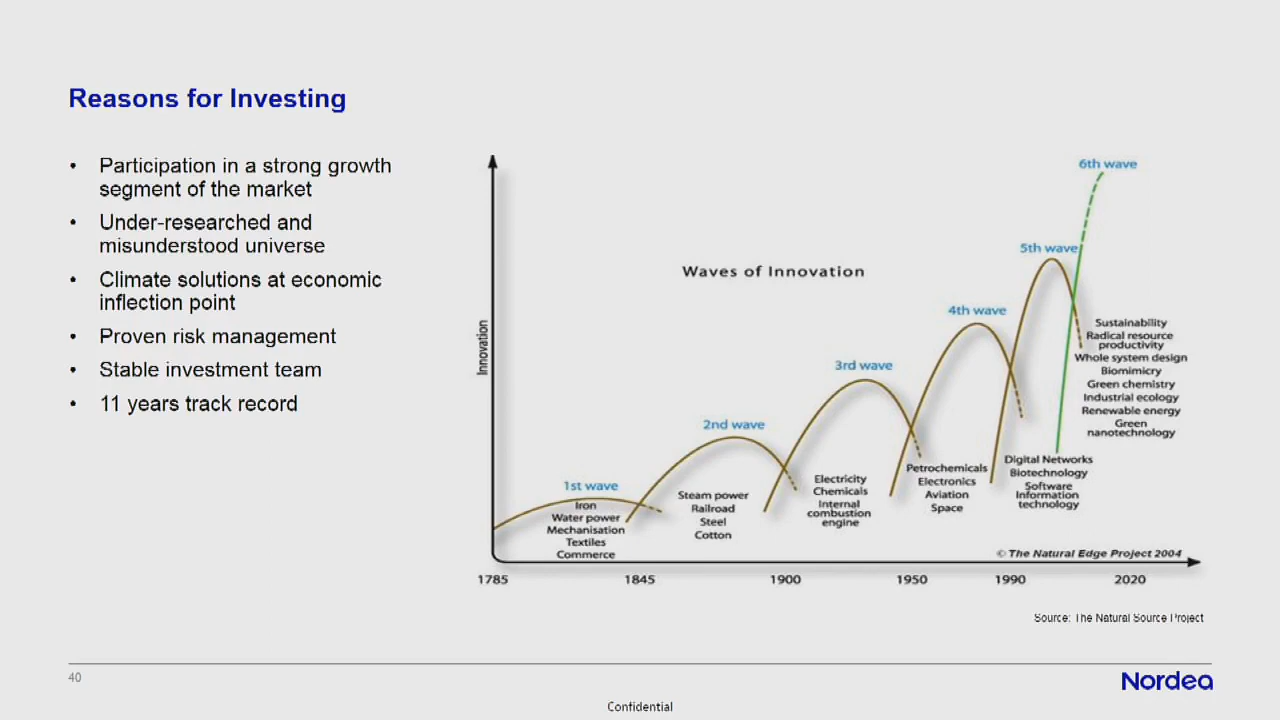 Reasons for Investing
• Participation in a strong growth
segment of the market
• Under-researched and
misunderstood universe
• Climate solutions at economic
inflection point
• Proven risk management
• Stable investment team
• 11 years track record
Waves of Innovation
Innovation
1st wave
Iron
Water power
Mechanisation
Textiles
Commerce
2nd wave
Steam power
Railroad
Steel
Cotton
3rd wave
Electricity
Chemicals
Internal
combustion
engine
4th wave
Petrochemicals
Electronics
Aviation
Space
5th wave
Digital Networks
Biotechnology
Software
Information
technology
6th wave
Sustainability
Radical resource
productivity
Whole system design
Biomimicry
Green chemistry
Industrial ecology
Renewable energy
Green
nanotechnology
© The Natural Edge Project 2004
1785 1845 1900 1950 1990 2020
Source: The Natural Source Project
40
Nordea
Confidential